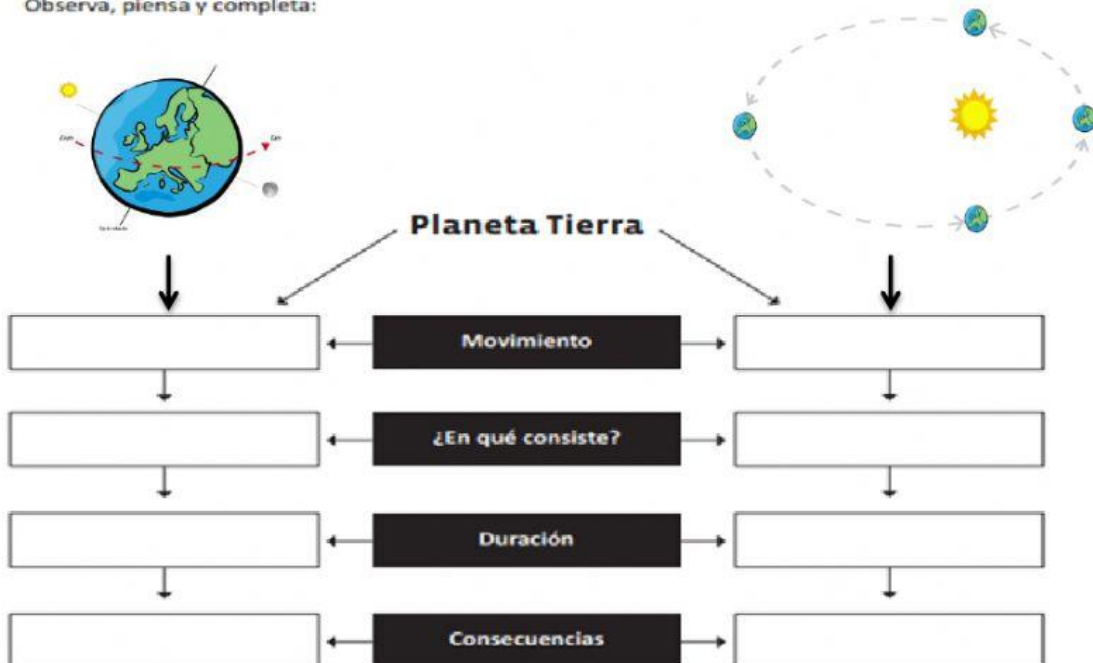 Observa, piensa y completa:
Planeta Tierra
Movimiento
¿En qué consiste?
Duración
Consecuencias